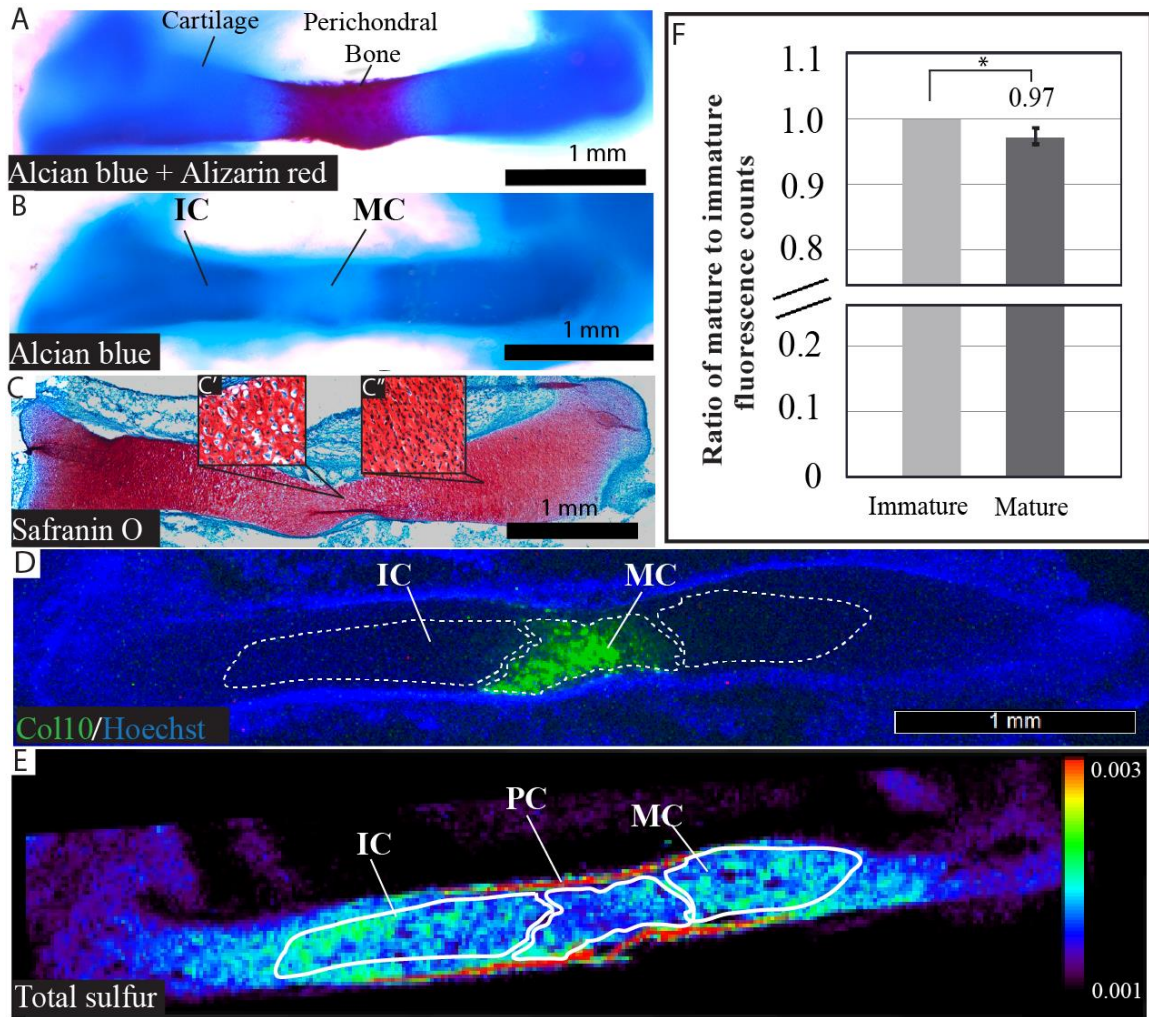 A
Cartilage
Perichondral
Bone
Alcian blue + Alizarin red
1 mm
B
IC
MC
Alcian blue
1 mm
C
C'
C"
Safranin O
1 mm
D
IC
MC
Col10/Hoechst
1 mm
E
IC
PC
MC
0.003
0.001
Total sulfur
F
Ratio of mature to immature
fluorescence counts
1.1
1.0
0.9
0.8
0.2
0.1
0
*
0.97
Immature
Mature